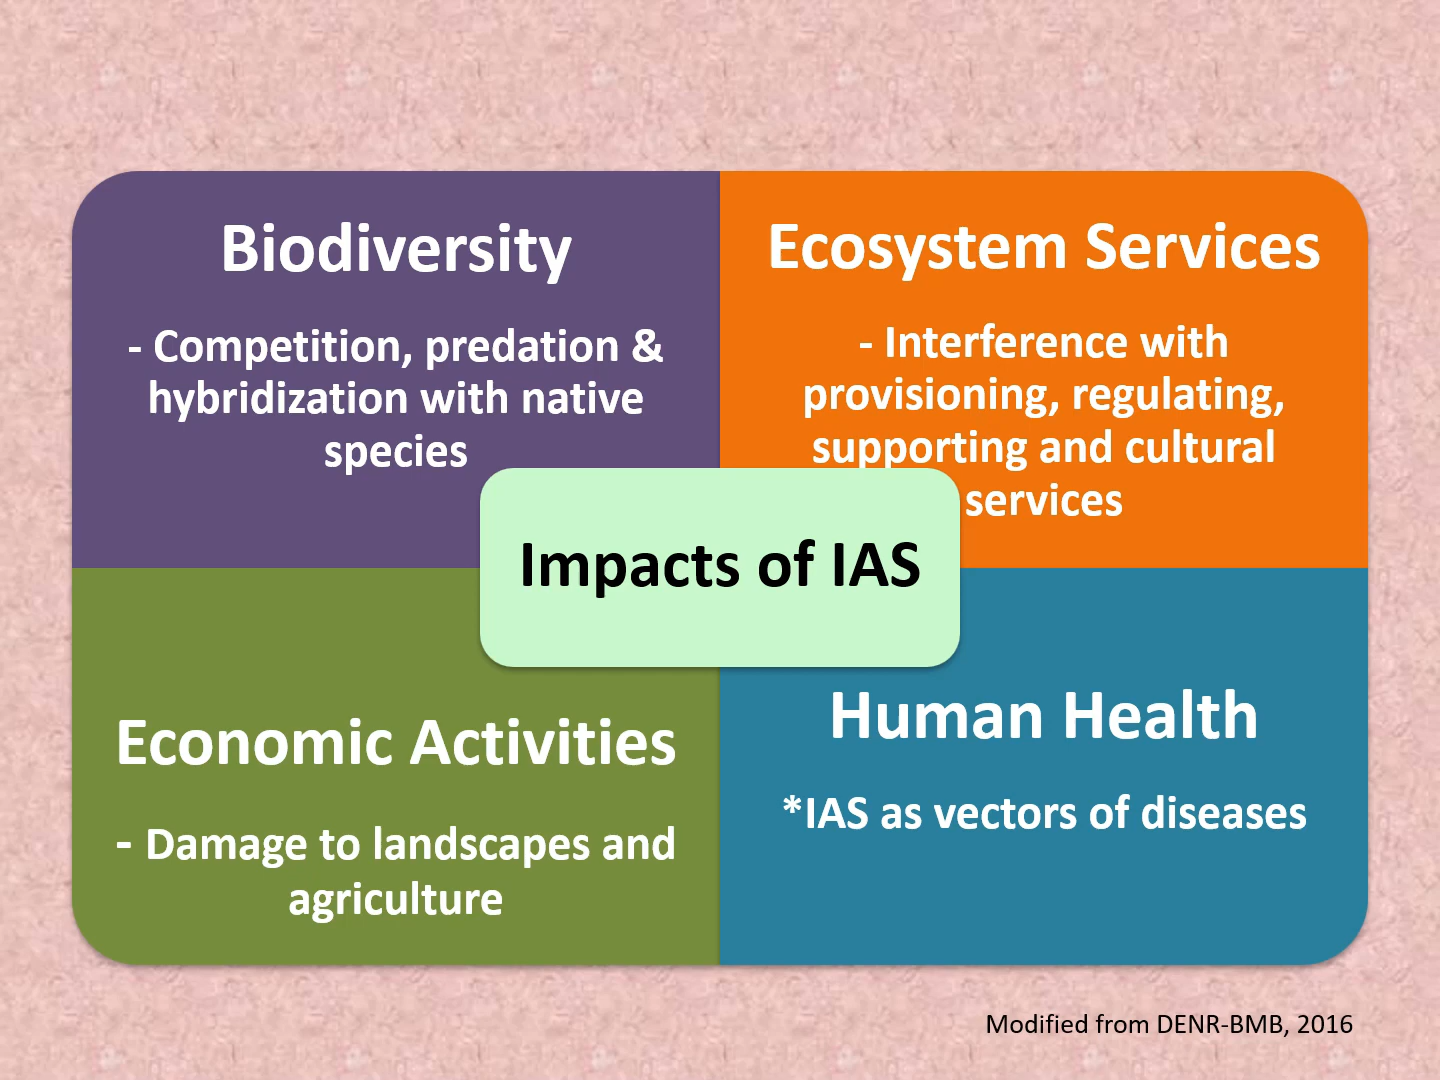 Biodiversity
- Competition, predation &
hybridization with native
species
Ecosystem Services
- Interference with
provisioning, regulating,
supporting and cultural
services
Impacts of IAS
Economic Activities
- Damage to landscapes and
agriculture
Human Health
*IAS as vectors of diseases
Modified from DENR-BMB, 2016